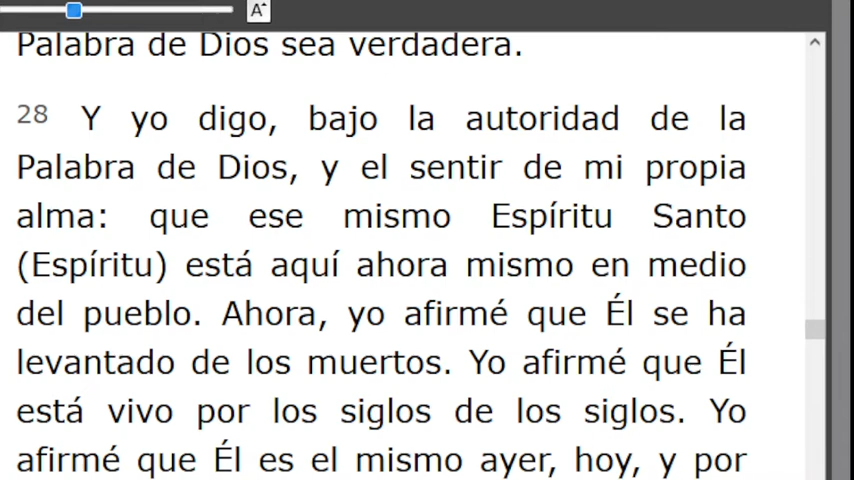 A
Palabra de Dios sea verdadera.
28 Y yo digo, bajo la autoridad de la
Palabra de Dios, y el sentir de mi propia
alma: que ese mismo Espíritu Santo
(Espíritu) está aquí ahora mismo en medio
del pueblo. Ahora, yo afirmé que Él se ha
levantado de los muertos. Yo afirmé que Él
está vivo por los siglos de los siglos. Yo
afirmé que Él es el mismo ayer, hoy, y por